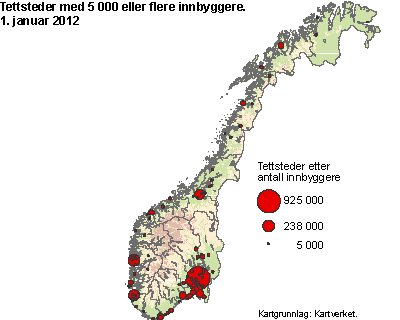 Tettsteder med 5 000 eller flere innbyggere.
1. januar 2012
Tettsteder etter
antall innbyggere
925 000
238 000
5 000
Kartgrunnlag: Kartverket.